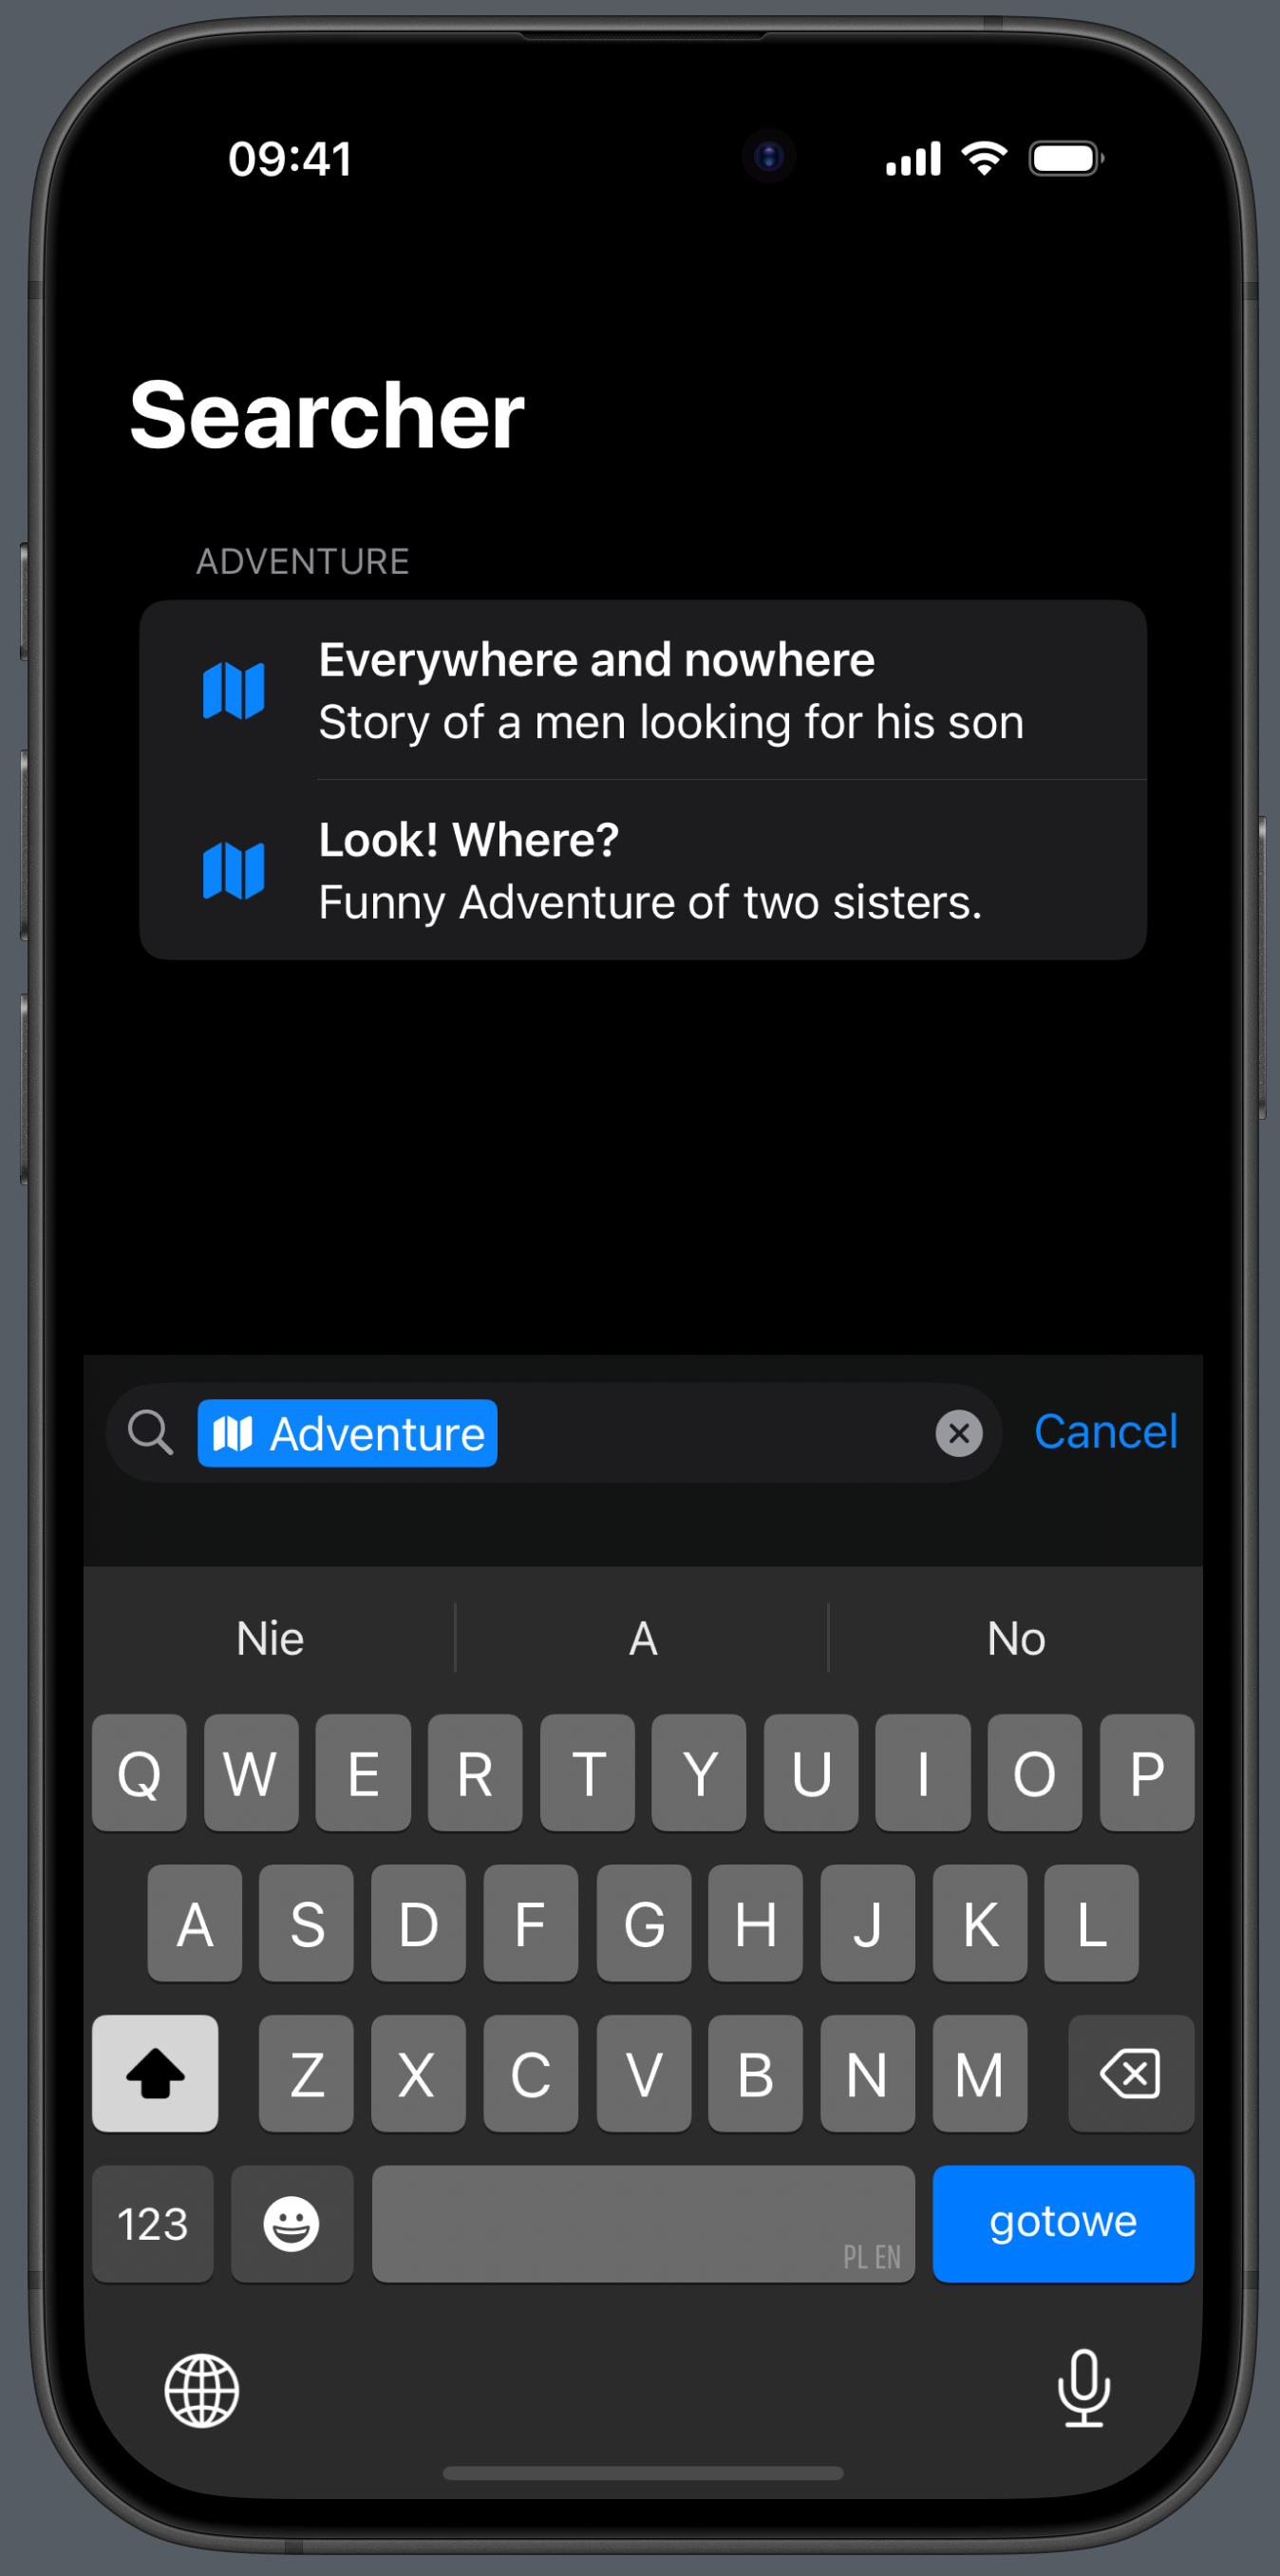 09:41
Searcher
ADVENTURE
Everywhere and nowhere
Story of a men looking for his son
Look! Where?
Funny Adventure of two sisters.
Adventure
Cancel
Nie A No
Q W E R T Y U I O P
A S D F G H J K L
Z X C V B N M
123 PL EN gotowe